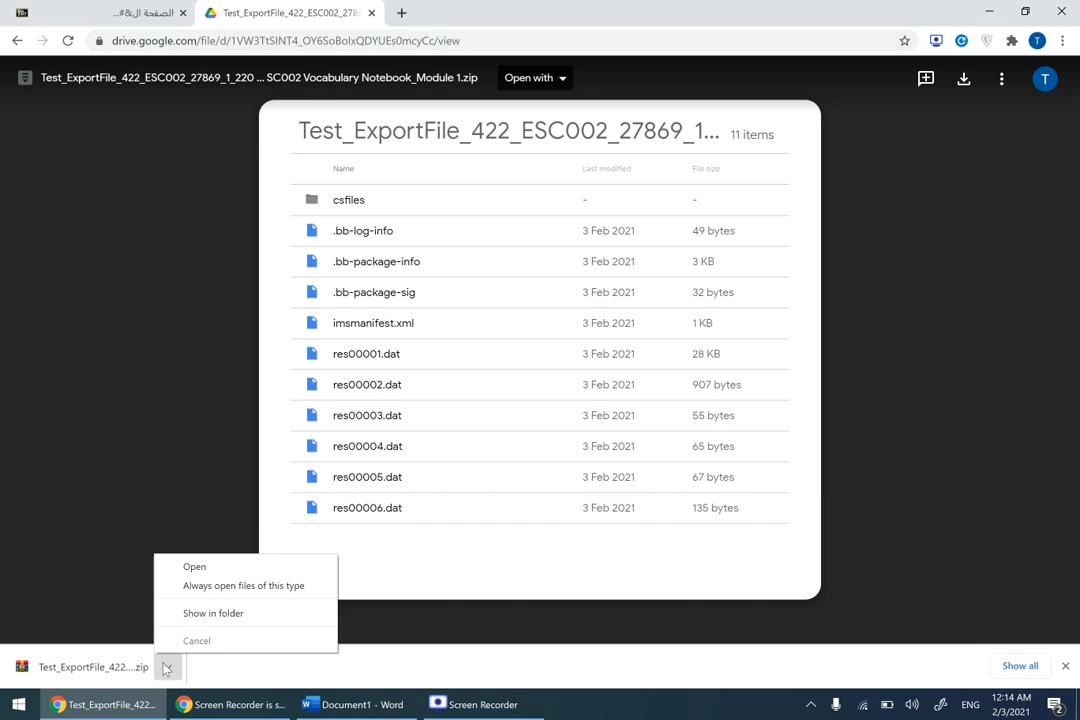 الصفحة ال&#...
Test_ExportFile_422_ESC002_278
drive.google.com/file/d/1VW3TtSINT4_OY6SoBoIxQDYUEs0mcyCc/view
T
Test_ExportFile_422_ESC002_27869_1_220 ... SC002 Vocabulary Notebook_Module 1.zip
Open with
T
Test_ExportFile_422_ESC002_27869_1... 11 items
Name Last modified File size
csfiles - -
.bb-log-info 3 Feb 2021 49 bytes
.bb-package-info 3 Feb 2021 3 KB
.bb-package-sig 3 Feb 2021 32 bytes
imsmanifest.xml 3 Feb 2021 1 KB
res00001.dat 3 Feb 2021 28 KB
res00002.dat 3 Feb 2021 907 bytes
res00003.dat 3 Feb 2021 55 bytes
res00004.dat 3 Feb 2021 65 bytes
res00005.dat 3 Feb 2021 67 bytes
res00006.dat 3 Feb 2021 135 bytes
Open
Always open files of this type
Show in folder
Cancel
Test_ExportFile_422....zip
Show all
Test_ExportFile_422...
Screen Recorder is s...
Document1 - Word
Screen Recorder
ENG
12:14 AM
2/3/2021
2